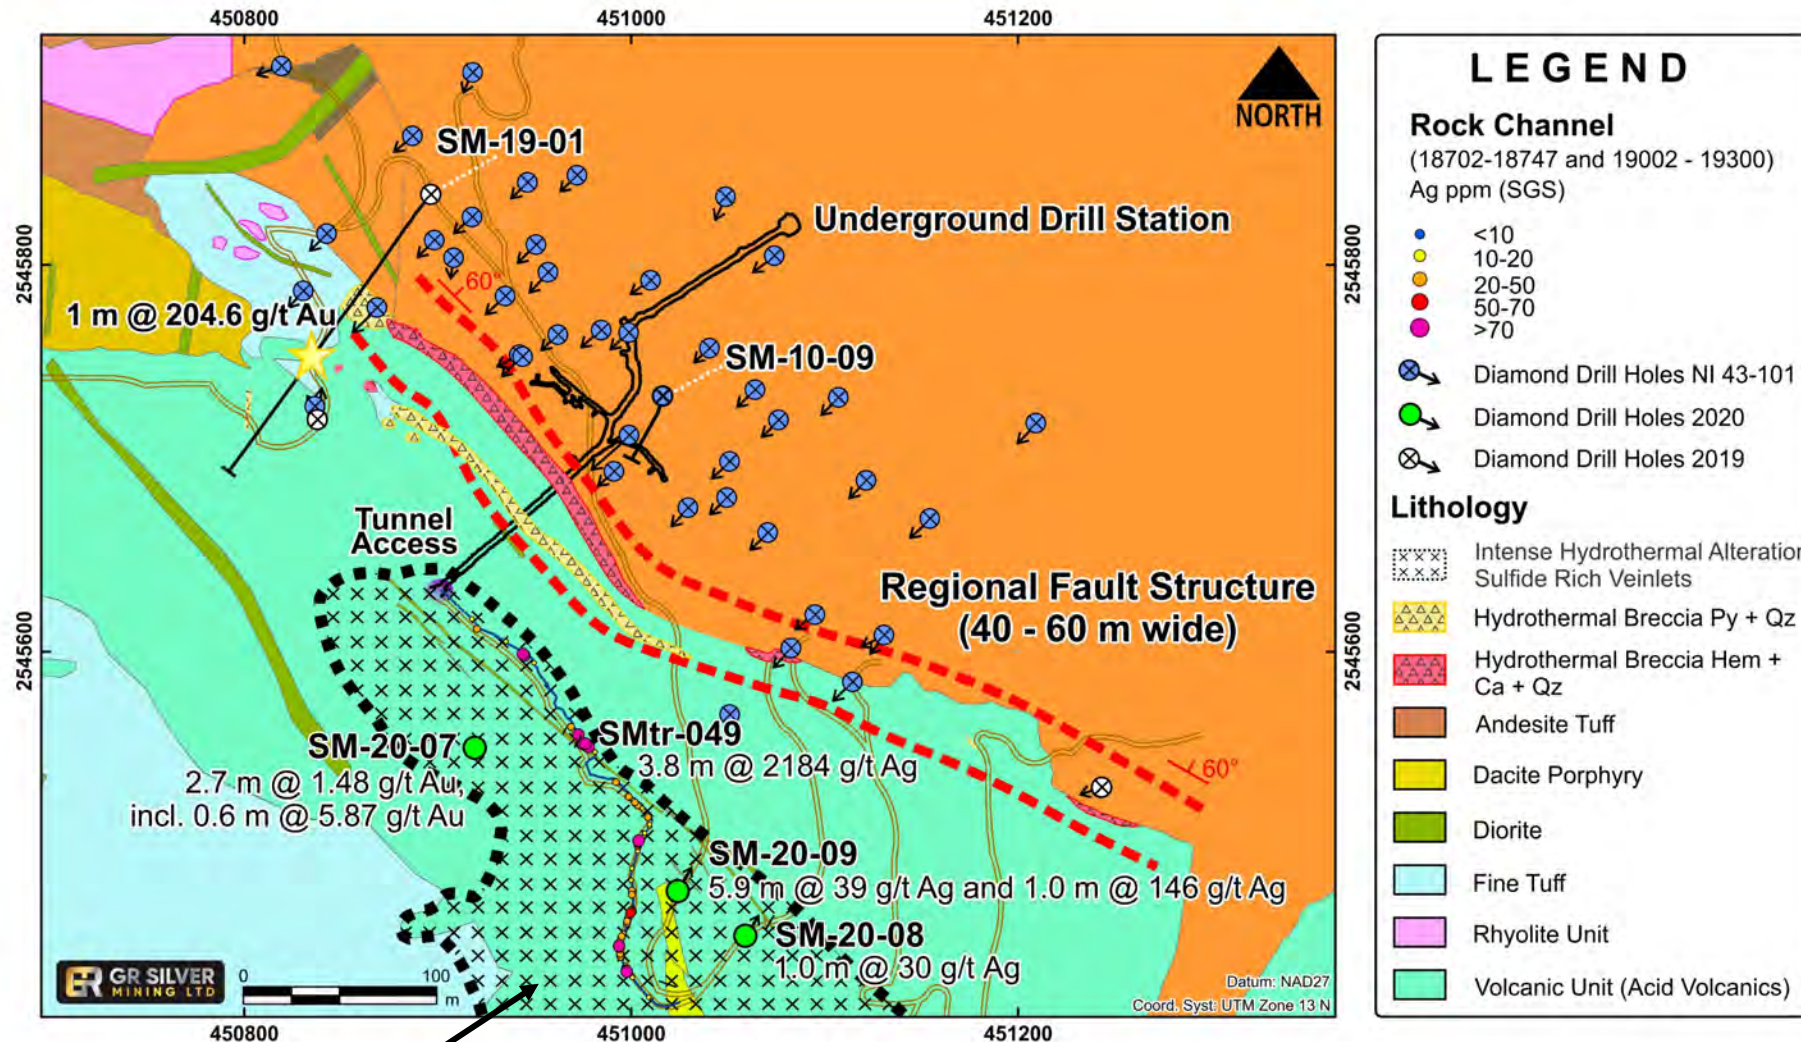 450800
451000
451200
2545800
2545600
NORTH
SM-19-01
Underground Drill Station
60°
1 m @ 204.6 g/t Au
SM-10-09
Tunnel
Access
Regional Fault Structure
(40 - 60 m wide)
SM-20-07
2.7 m @ 1.48 g/t Au,
incl. 0.6 m @ 5.87 g/t Au
SMtr-049
3.8 m @ 2184 g/t Ag
60°
SM-20-09
5.9 m @ 39 g/t Ag and 1.0 m @ 146 g/t Ag
SM-20-08
1.0 m @ 30 g/t Ag
GR SILVER
MINING LTD
0 100
m
Datum: NAD27
Coord. Syst: UTM Zone 13 N
2545800
2545600
450800
451000
451200
LEGEND
Rock Channel
(18702-18747 and 19002 - 19300)
Ag ppm (SGS)
<10
10-20
20-50
50-70
>70
Diamond Drill Holes NI 43-101
Diamond Drill Holes 2020
Diamond Drill Holes 2019
Lithology
Intense Hydrothermal Alteration
Sulfide Rich Veinlets
Hydrothermal Breccia Py + Qz
Hydrothermal Breccia Hem +
Ca + Qz
Andesite Tuff
Dacite Porphyry
Diorite
Fine Tuff
Rhyolite Unit
Volcanic Unit (Acid Volcanics)